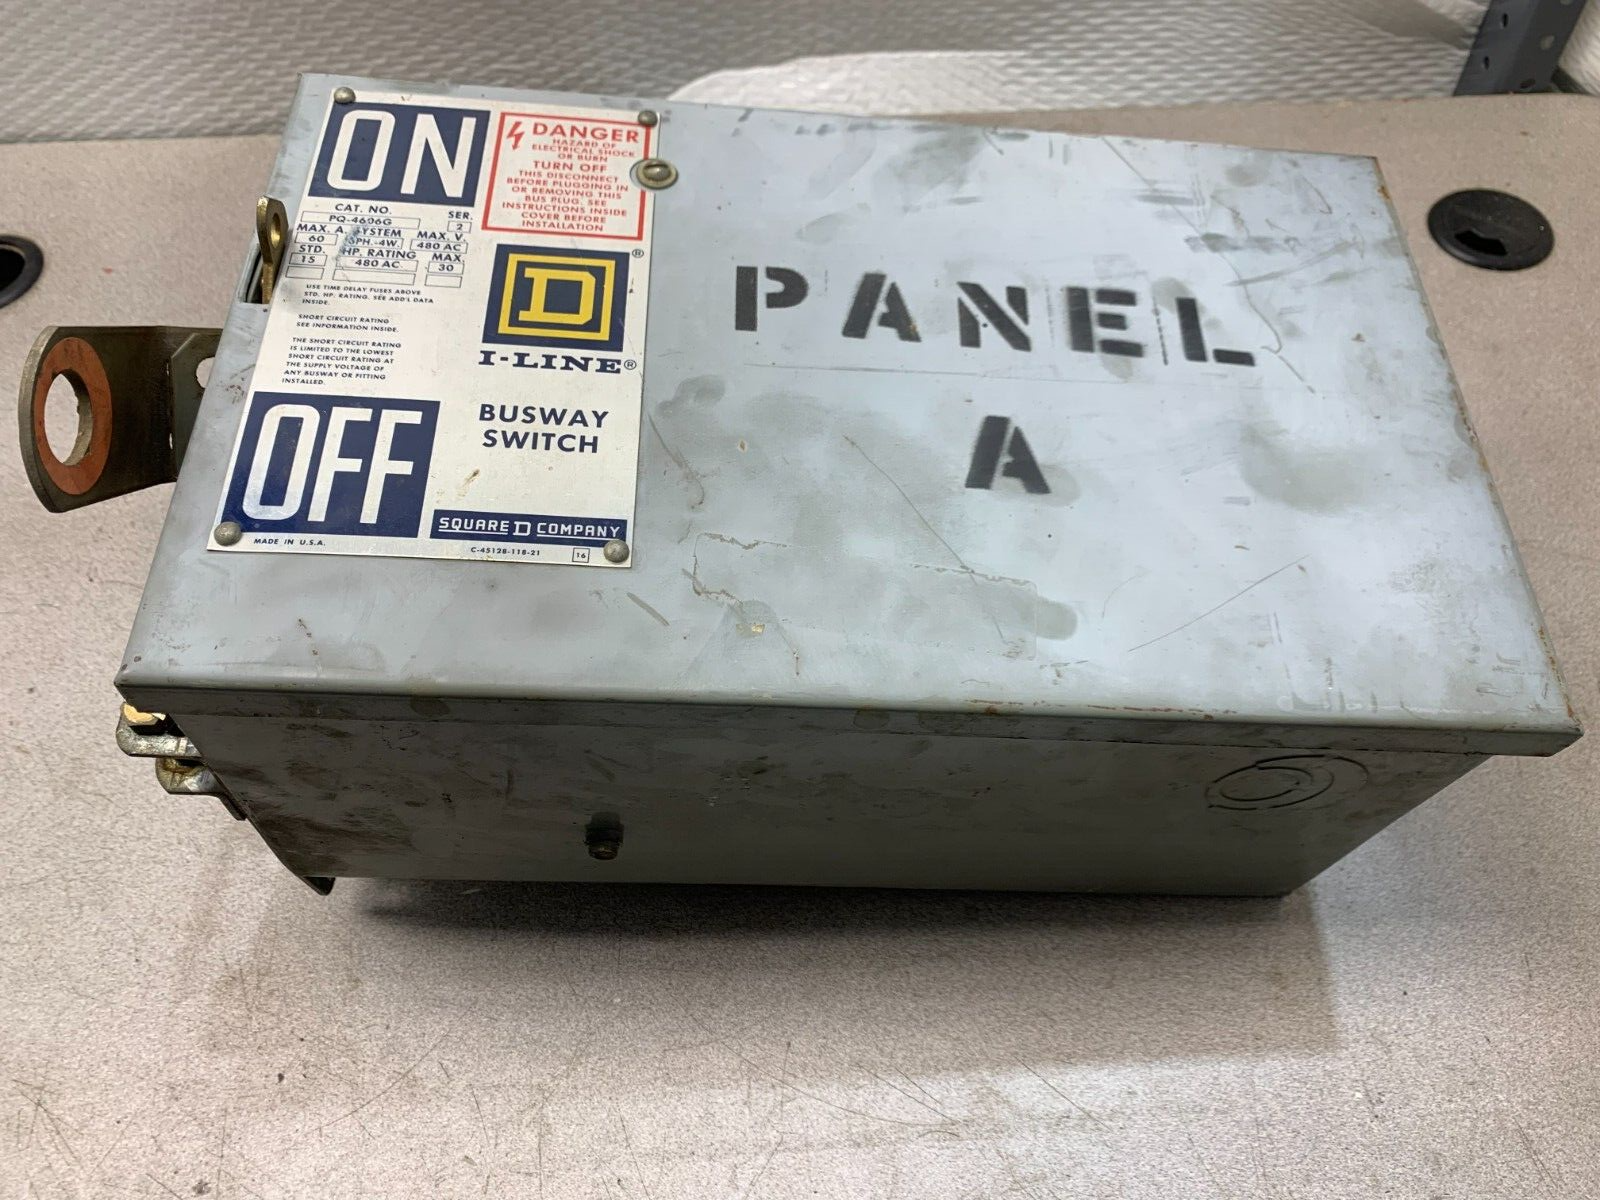 ON
DANGER
HAZARD OF
ELECTRICAL SHOCK
OR BURN
TURN OFF
THIS DISCONNECT
BEFORE PLUGGING IN
OR REMOVING THIS
BUS PLUG. SEE
INSTRUCTIONS INSIDE
COVER BEFORE
INSTALLATION
CAT. NO. SER.
PQ-4606G 2
MAX. A. SYSTEM MAX. V.
60 3PH.-4W. 480 AC
STD HP. RATING MAX
15 480 AC 30
USE TIME DELAY FUSES ABOVE
STD. HP. RATING. SEE ADD'L DATA
INSIDE.
SHORT CIRCUIT RATING
SEE INFORMATION INSIDE.
THE SHORT CIRCUIT RATING
IS LIMITED TO THE LOWEST
SHORT CIRCUIT RATING AT
THE SUPPLY VOLTAGE OF
ANY BUSWAY OR FITTING
INSTALLED.
D ®
I-LINE®
OFF
BUSWAY
SWITCH
SQUARE D COMPANY
MADE IN U.S.A. C-45128-118-21 16
PANEL
A